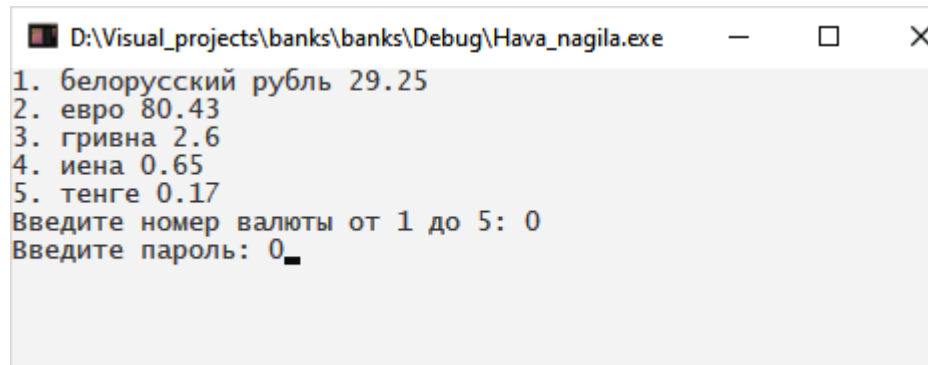 D:\Visual_projects\banks\banks\Debug\Hava_nagila.exe
1. белорусский рубль 29.25
2. евро 80.43
3. гривна 2.6
4. иена 0.65
5. тенге 0.17
Введите номер валюты от 1 до 5: 0
Введите пароль: 0